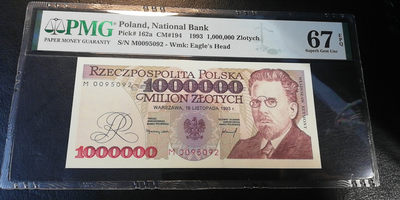 PMG
PAPER MONEY GUARANTY
Poland, National Bank
Pick# 162a CM#194 1993 1,000,000 Zlotych
S/N M0095092 - Wmk: Eagle's Head
67 EPQ
Superb Gem Unc
RZECZPOSPOLITA POLSKA
M 0095092
1000000
MILION ZŁOTYCH
WARSZAWA, 16 LISTOPADA 1993 r.
1000000
M 0095092